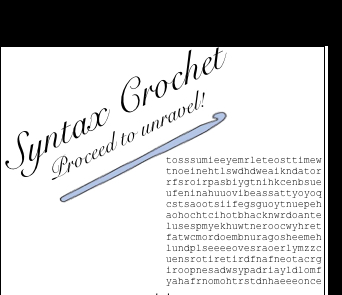 Syntax Crochet
Proceed to unravel!
tosssumieeyemrleteosttimew
tnoeinehtlswdhdweaikndator
rfsroirpasbiygtnihkcenbsue
ufeninahuuovibeassattyoyoq
cstsaootsiifegsguoytnuepeh
aohochtcihotbhacknwrdoante
lusespmyekhuwtneroocwyhret
fatwcmordoembnuragosheemeh
lundplseeeeovesraoerlymzzc
uensrotiretirdfnafneotacrg
iroopnesadwsypadriayldlomf
yahafrnomohtrstdnhaeeeonce